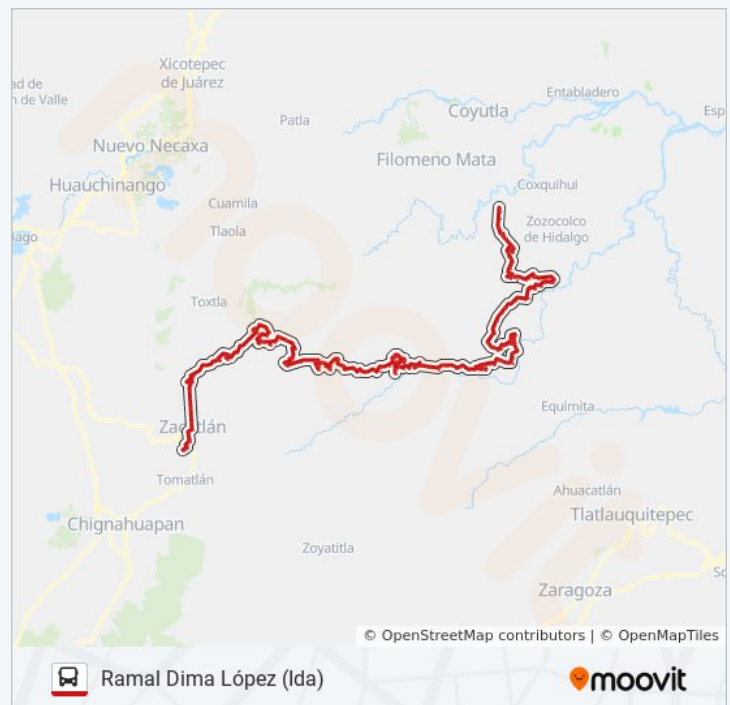 Xicotepec
de Juárez
ad de
n de Valle
Patla
Entabladero
Coyutla
Esp
Nuevo Necaxa
Filomeno Mata
Huauchinango
Coxquihui
Cuamila
Tlaola
Zozocolco
de Hidalgo
iago
Toxtla
Zacatlán
Equimita
Tomatlán
Ahuacatlán
Tlatlauquitepec
Chignahuapan
Zoyatitla
Zaragoza
© OpenStreetMap contributors | © OpenMapTiles
Ramal Dima López (Ida)
moovit